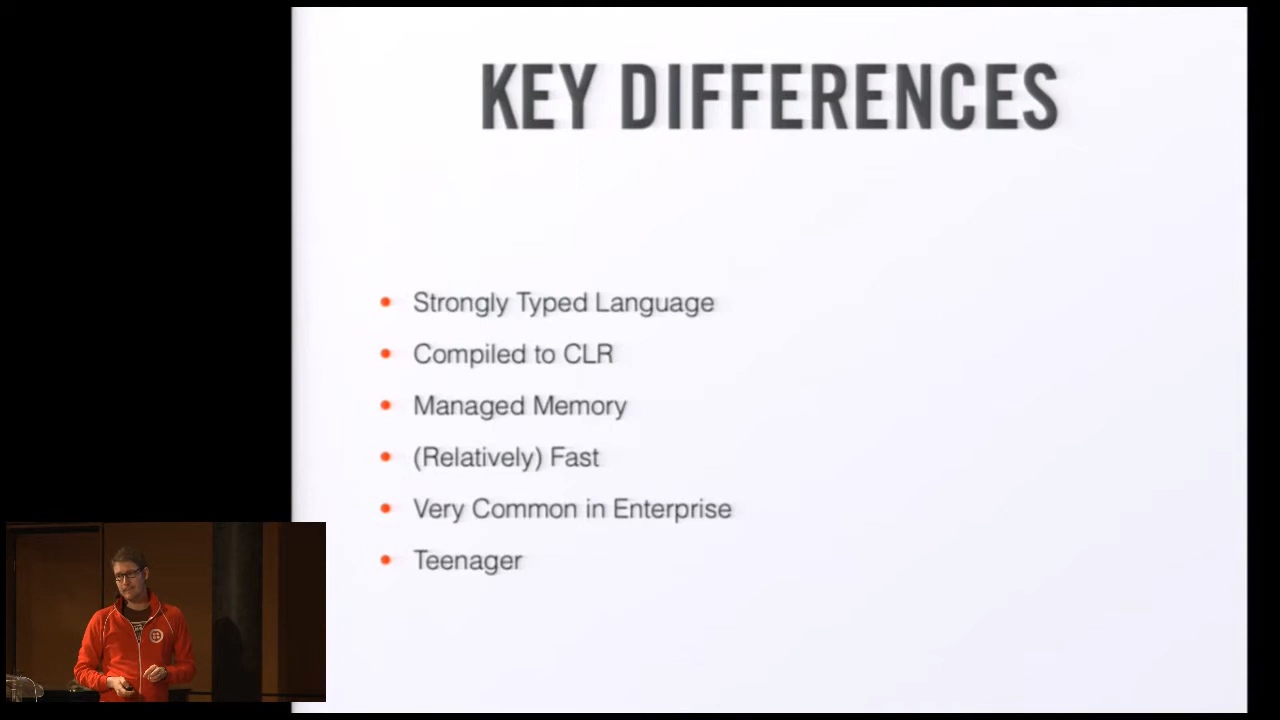 KEY DIFFERENCES
Strongly Typed Language
Compiled to CLR
Managed Memory
(Relatively) Fast
Very Common in Enterprise
Teenager